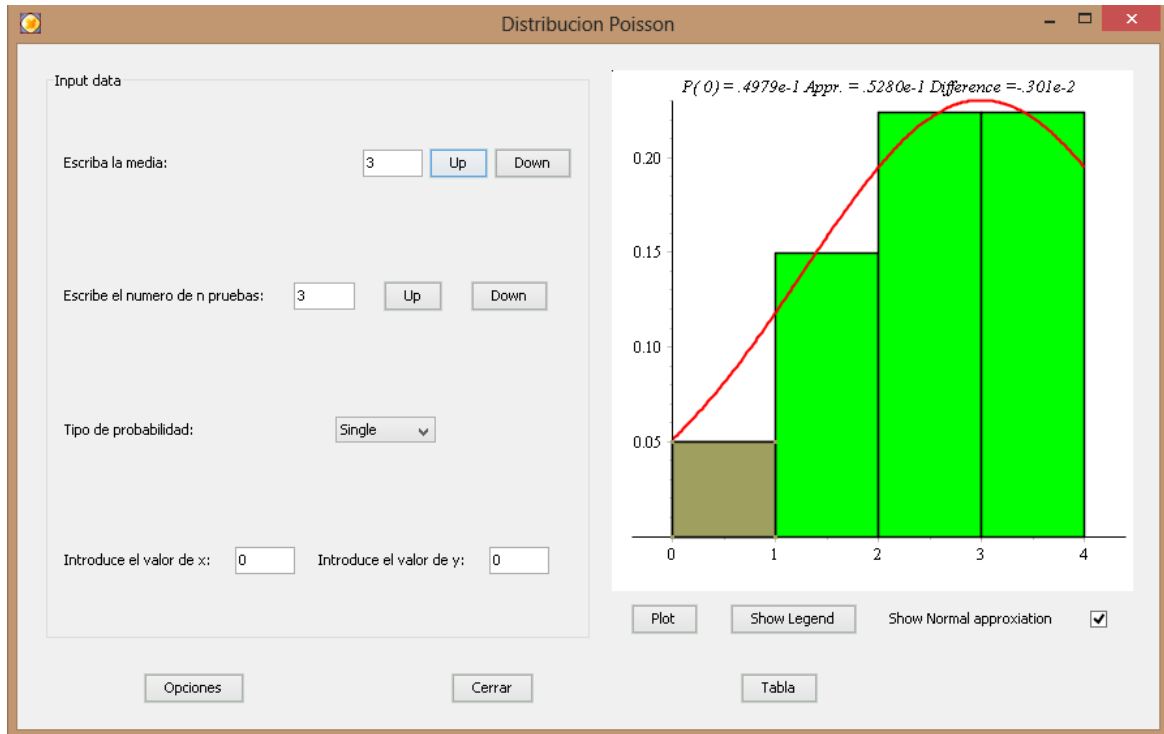 Distribucion Poisson
Input data
Escriba la media:
3
Up
Down
Escribe el numero de n pruebas:
3
Up
Down
Tipo de probabilidad:
Single
Introduce el valor de x:
0
Introduce el valor de y:
0
Opciones
Cerrar
P( 0) = .4979e-1 Appr. = .5280e-1 Difference =-.301e-2
0.20
0.15
0.10
0.05
0 1 2 3 4
Plot
Show Legend
Show Normal approxiation
Tabla